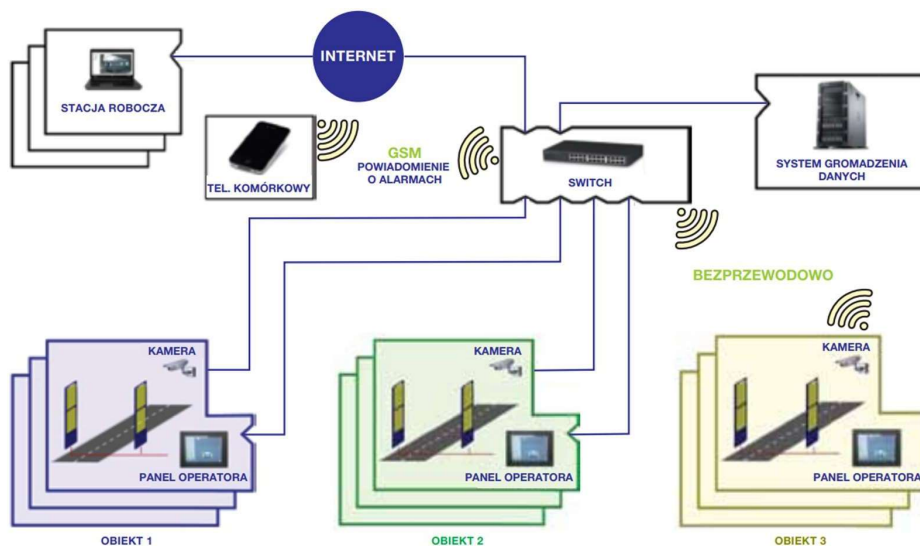 INTERNET
STACJA ROBOCZA
TEL. KOMÓRKOWY
GSM
POWIADOMIENIE
O ALARMACH
SWITCH
SYSTEM GROMADZENIA
DANYCH
BEZPRZEWODOWO
KAMERA
PANEL OPERATORA
OBIEKT 1
KAMERA
PANEL OPERATORA
OBIEKT 2
KAMERA
PANEL OPERATORA
OBIEKT 3